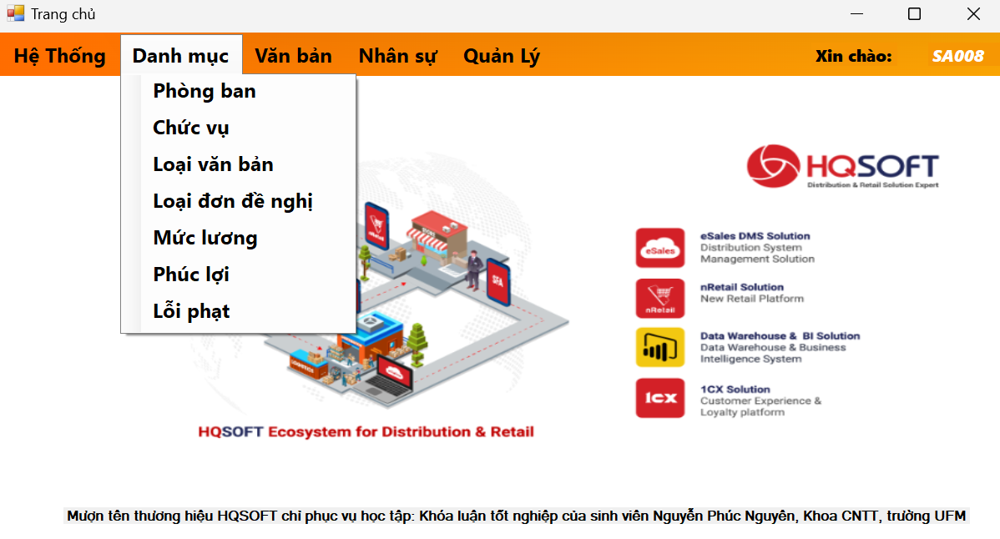 Trang chủ
Hệ Thống Danh mục Văn bản Nhân sự Quản Lý Xin chào: SA008
Phòng ban
Chức vụ
Loại văn bản
Loại đơn đề nghị
Mức lương
Phúc lợi
Lỗi phạt
nRetail
SFA
LOGISTICS
HQSOFT Ecosystem for Distribution & Retail
HQSOFT
Distribution & Retail Solution Expert
eSales
eSales DMS Solution
Distribution System
Management Solution
nRetail
nRetail Solution
New Retail Platform
Data Warehouse & BI Solution
Data Warehouse & Business
Intelligence System
1CX
1CX Solution
Customer Experience &
Loyalty platform
Mượn tên thương hiệu HQSOFT chỉ phục vụ học tập: Khóa luận tốt nghiệp của sinh viên Nguyễn Phúc Nguyên, Khoa CNTT, trường UFM